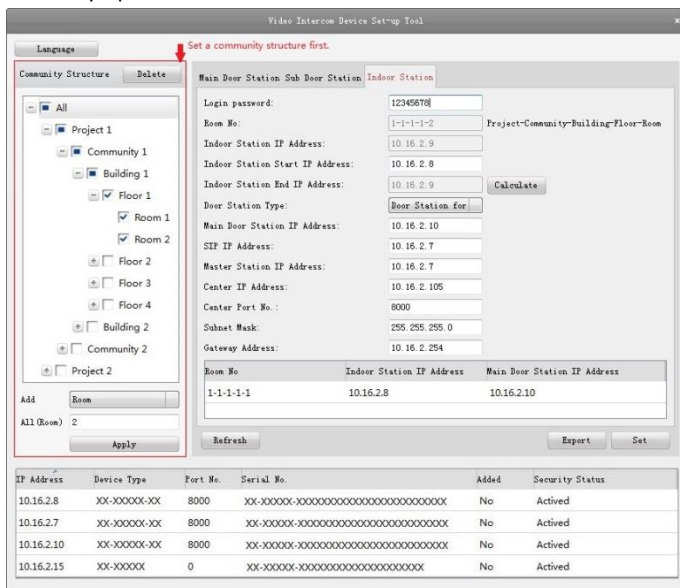 Video Intercom Device Set-up Tool
Language
Set a community structure first.
Community Structure Delete
Main Door Station Sub Door Station Indoor Station
All
Project 1
Community 1
Building 1
Floor 1
Room 1
Room 2
Floor 2
Floor 3
Floor 4
Building 2
Community 2
Project 2
Add Room
All(Room) 2
Apply
Login password: 12345678
Room No: 1-1-1-1-2 Project-Community-Building-Floor-Room
Indoor Station IP Address: 10.16.2.9
Indoor Station Start IP Address: 10.16.2.8
Indoor Station End IP Address: 10.16.2.9 Calculate
Door Station Type: Door Station for
Main Door Station IP Address: 10.16.2.10
SIP IP Address: 10.16.2.7
Master Station IP Address: 10.16.2.7
Center IP Address: 10.16.2.105
Center Port No.: 8000
Subnet Mask: 255.255.255.0
Gateway Address: 10.16.2.254
Room No Indoor Station IP Address Main Door Station IP Address
1-1-1-1-1 10.16.2.8 10.16.2.10
Refresh Export Set
IP Address Device Type Port No. Serial No. Added Security Status
10.16.2.8 XX-XXXXX-XX 8000 XX-XXXXX-XXXXXXXXXXXXXXXXXXXXXXXX No Actived
10.16.2.7 XX-XXXXX-XX 8000 XX-XXXXX-XXXXXXXXXXXXXXXXXXXXXXXX No Actived
10.16.2.10 XX-XXXXX-XX 8000 XX-XXXXX-XXXXXXXXXXXXXXXXXXXXXXXX No Actived
10.16.2.15 XX-XXXXX 0 XX-XXXXX-XXXXXXXXXXXXXXXXXXXX No Actived